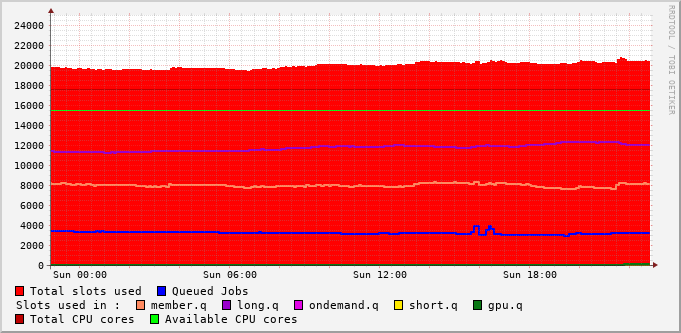 RRDTOOL / TOBI OETIKER
24000
22000
20000
18000
16000
14000
12000
10000
8000
6000
4000
2000
0
Sun 00:00 Sun 06:00 Sun 12:00 Sun 18:00
Total slots used Queued Jobs
Slots used in : member.q long.q ondemand.q short.q gpu.q
Total CPU cores Available CPU cores